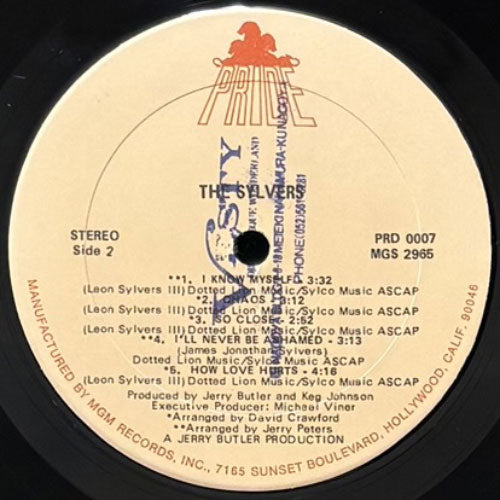 PRIDE
THE SYLVERS
STEREO
Side 2
PRD 0007
MGS 2965
**1. I KNOW MYSELF - 3:32
(Leon Sylvers III) Dotted Lion Music/Sylco Music ASCAP
*2. CHAOS - 3:12
(Leon Sylvers III) Dotted Lion Music/Sylco Music ASCAP
*3. SO CLOSE - 2:52
(Leon Sylvers III) Dotted Lion Music/Sylco Music ASCAP
**4. I'LL NEVER BE ASHAMED - 3:13
(James Jonathan Sylvers)
Dotted Lion Music/Sylco Music ASCAP
*5. HOW LOVE HURTS - 4:16
(Leon Sylvers III) Dotted Lion Music/Sylco Music ASCAP
Produced by Jerry Butler and Keg Johnson
Executive Producer: Michael Viner
*Arranged by David Crawford
**Arranged by Jerry Peters
A JERRY BUTLER PRODUCTION
MANUFACTURED BY MGM RECORDS, INC., 7165 SUNSET BOULEVARD, HOLLYWOOD, CALIF. 90046